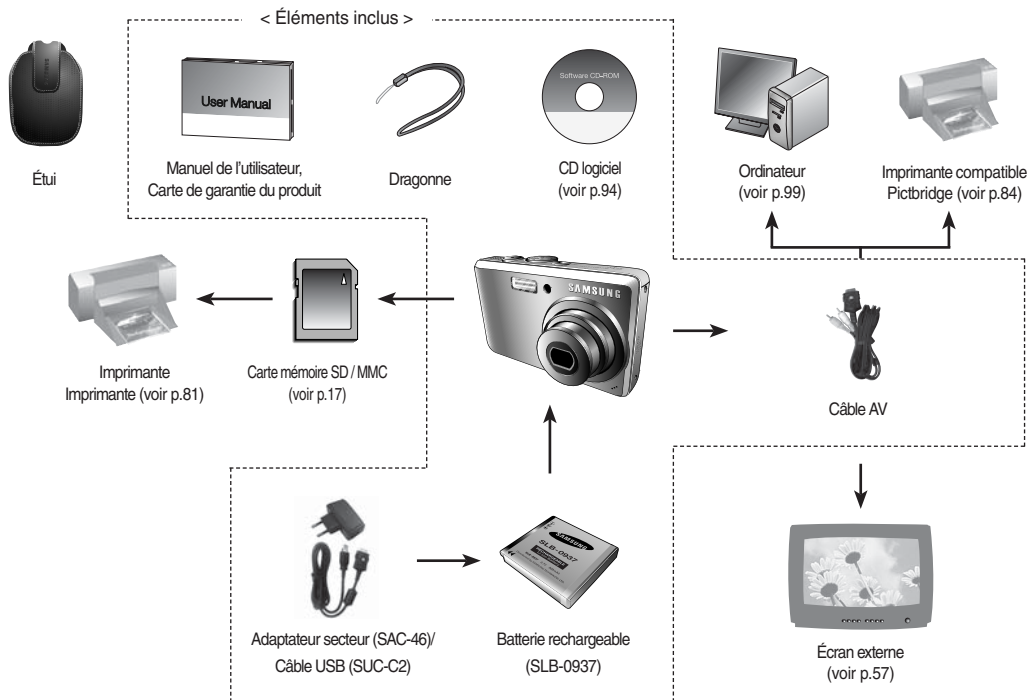 < Éléments inclus >
User Manual
Software CD-ROM
Étui
Manuel de l'utilisateur,
Carte de garantie du produit
Dragonne
CD logiciel
(voir p.94)
Ordinateur
(voir p.99)
Imprimante compatible
Pictbridge (voir p.84)
SAMSUNG
Imprimante
Imprimante (voir p.81)
Carte mémoire SD / MMC
(voir p.17)
Câble AV
SAMSUNG
SLB-0937
Adaptateur secteur (SAC-46)/
Câble USB (SUC-C2)
Batterie rechargeable
(SLB-0937)
Écran externe
(voir p.57)